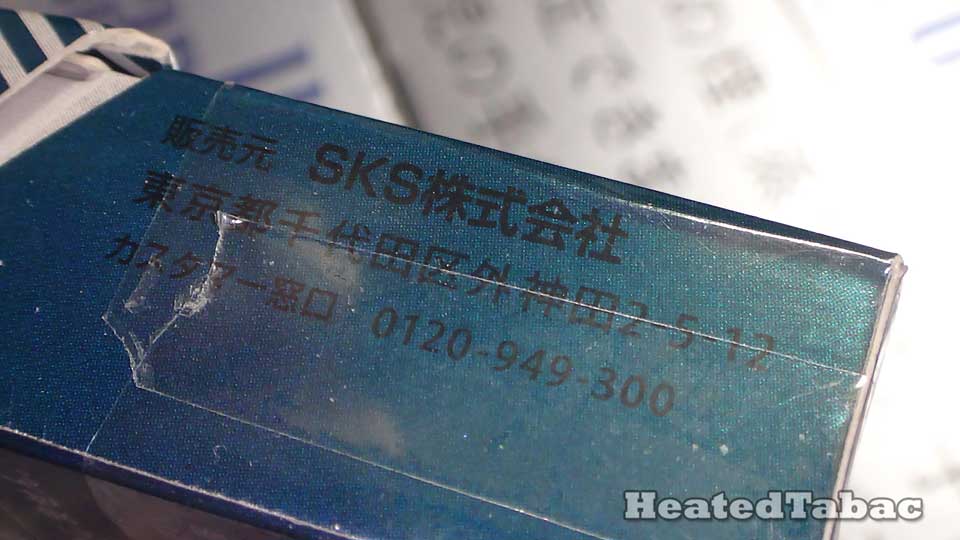 販売元 SKS株式会社
東京都千代田区外神田2-5-12
カスタマー窓口 0120-949-300
HeatedTabac